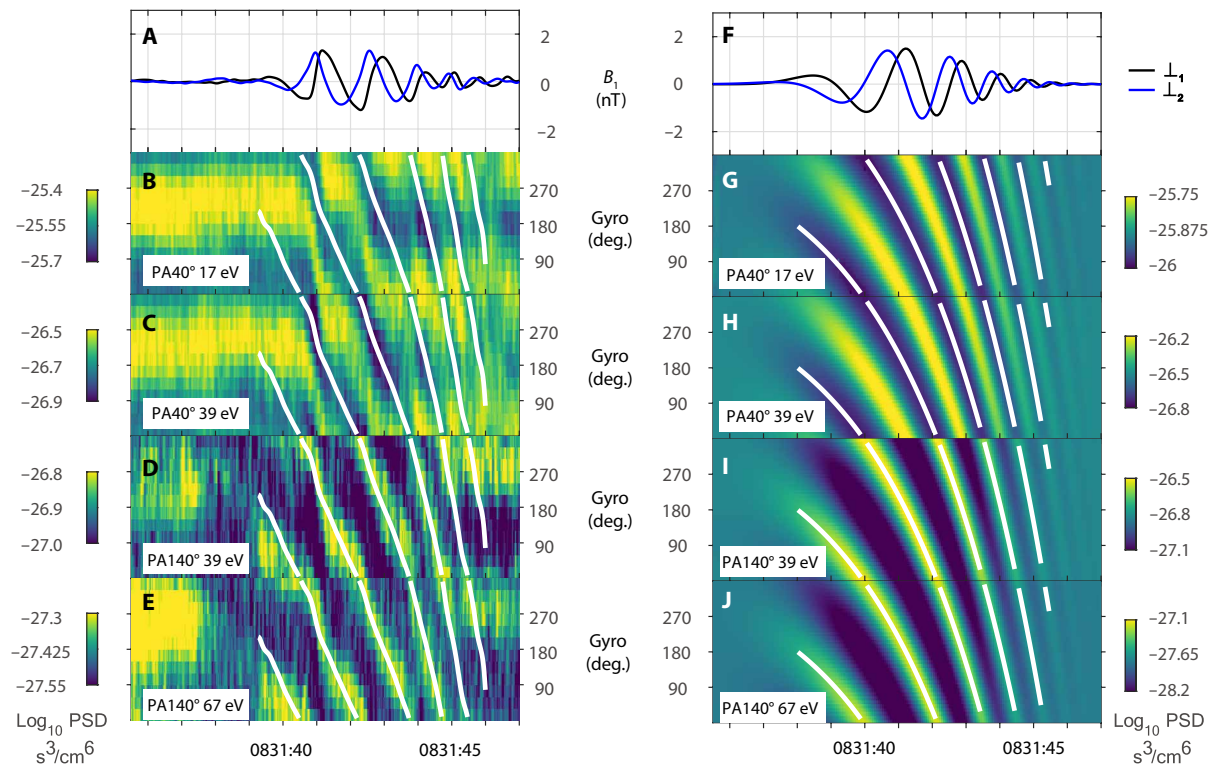 A
2
0
−2
B₁
(nT)
F
2
0
−2
⊥₁
⊥₂
−25.4
−25.55
−25.7
B
PA40° 17 eV
270
180
90
Gyro
(deg.)
270
180
90
G
PA40° 17 eV
−25.75
−25.875
−26
−26.5
−26.7
−26.9
C
PA40° 39 eV
270
180
90
Gyro
(deg.)
270
180
90
H
PA40° 39 eV
−26.2
−26.5
−26.8
−26.8
−26.9
−27.0
D
PA140° 39 eV
270
180
90
Gyro
(deg.)
270
180
90
I
PA140° 39 eV
−26.5
−26.8
−27.1
−27.3
−27.425
−27.55
E
PA140° 67 eV
270
180
90
Gyro
(deg.)
270
180
90
J
PA140° 67 eV
−27.1
−27.65
−28.2
Log₁₀ PSD
s³/cm⁶
0831:40
0831:45
0831:40
0831:45
Log₁₀ PSD
s³/cm⁶